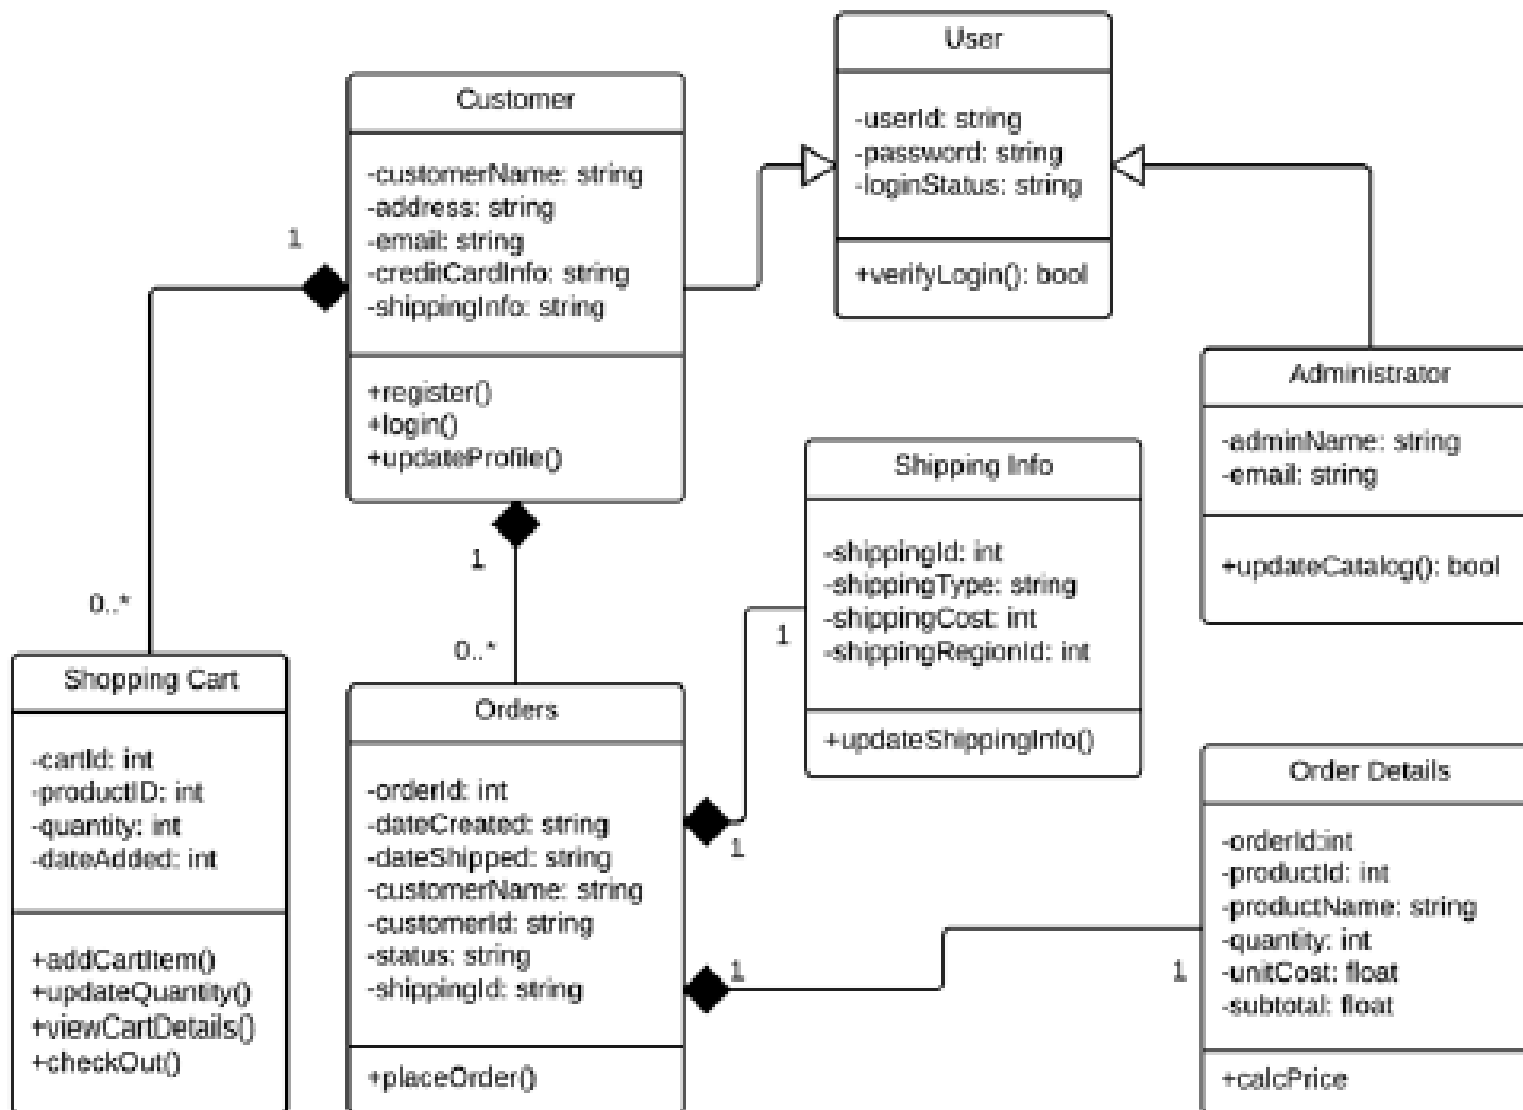 User
-userId: string
-password: string
-loginStatus: string
+verifyLogin(): bool
Customer
-customerName: string
-address: string
-email: string
-creditCardInfo: string
-shippingInfo: string
+register()
+login()
+updateProfile()
1
1
0..*
0..*
Administrator
-adminName: string
-email: string
+updateCatalog(): bool
Shipping Info
-shippingId: int
-shippingType: string
-shippingCost: int
-shippingRegionId: int
+updateShippingInfo()
1
Shopping Cart
-cartId: int
-productID: int
-quantity: int
-dateAdded: int
+addCartItem()
+updateQuantity()
+viewCartDetails()
+checkOut()
Orders
-orderId: int
-dateCreated: string
-dateShipped: string
-customerName: string
-customerId: string
-status: string
-shippingId: string
+placeOrder()
1
1
1
Order Details
-orderId:int
-productId: int
-productName: string
-quantity: int
-unitCost: float
-subtotal: float
+calcPrice